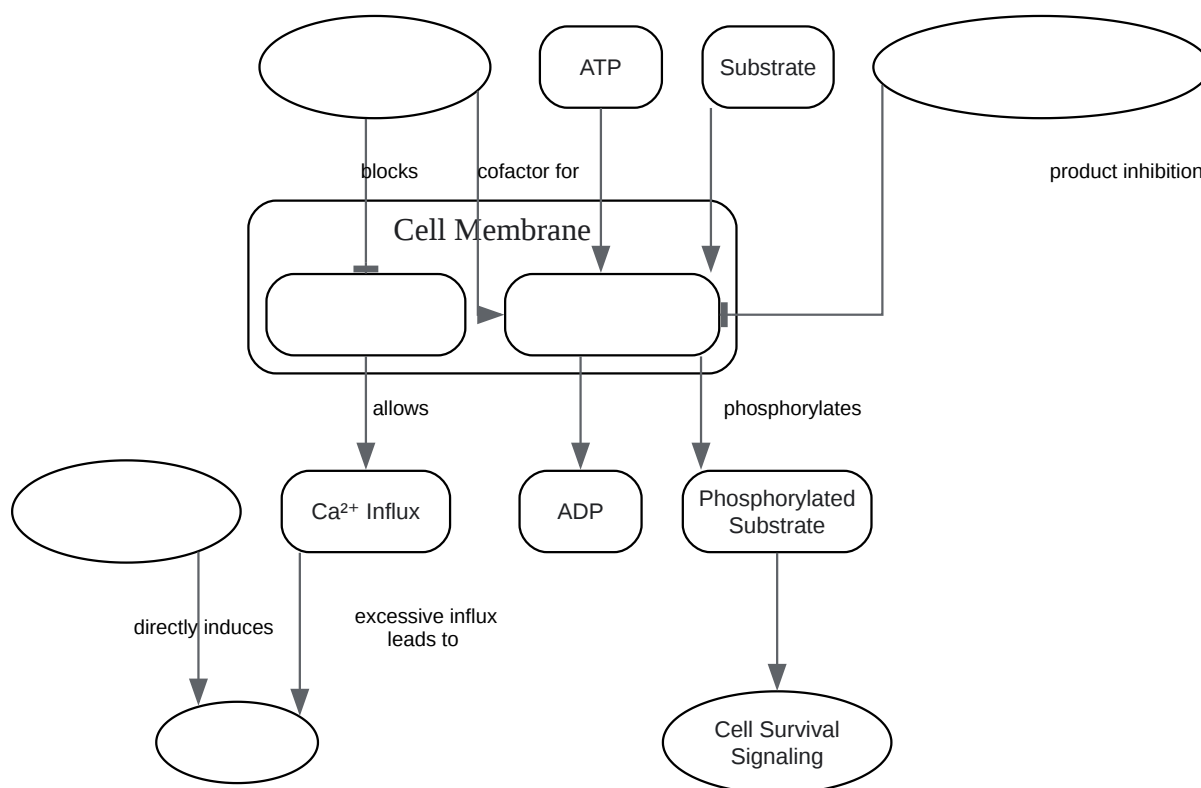 ATP
Substrate
blocks
cofactor for
product inhibition
Cell Membrane
allows
phosphorylates
Ca²⁺ Influx
ADP
Phosphorylated
Substrate
directly induces
excessive influx
leads to
Cell Survival
Signaling